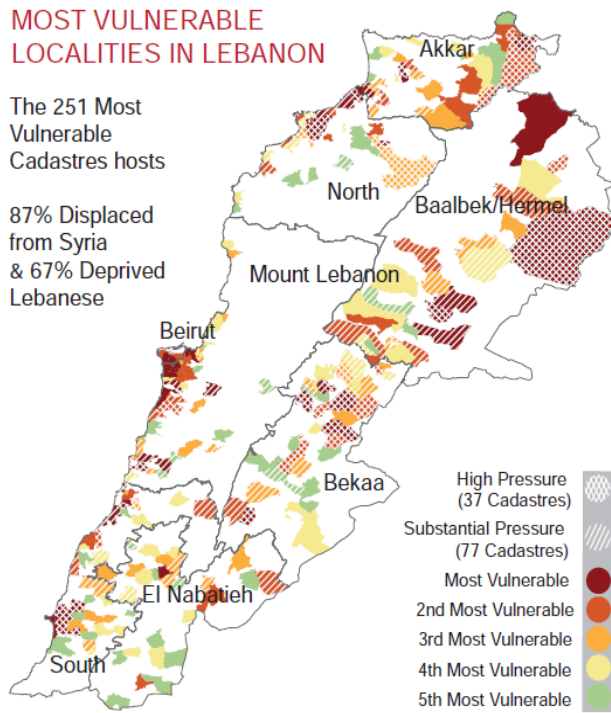 MOST VULNERABLE
LOCALITIES IN LEBANON
The 251 Most
Vulnerable
Cadastres hosts
87% Displaced
from Syria
& 67% Deprived
Lebanese
Akkar
North
Baalbek/Hermel
Mount Lebanon
Beirut
Bekaa
El Nabatieh
South
High Pressure
(37 Cadastres)
Substantial Pressure
(77 Cadastres)
Most Vulnerable
2nd Most Vulnerable
3rd Most Vulnerable
4th Most Vulnerable
5th Most Vulnerable